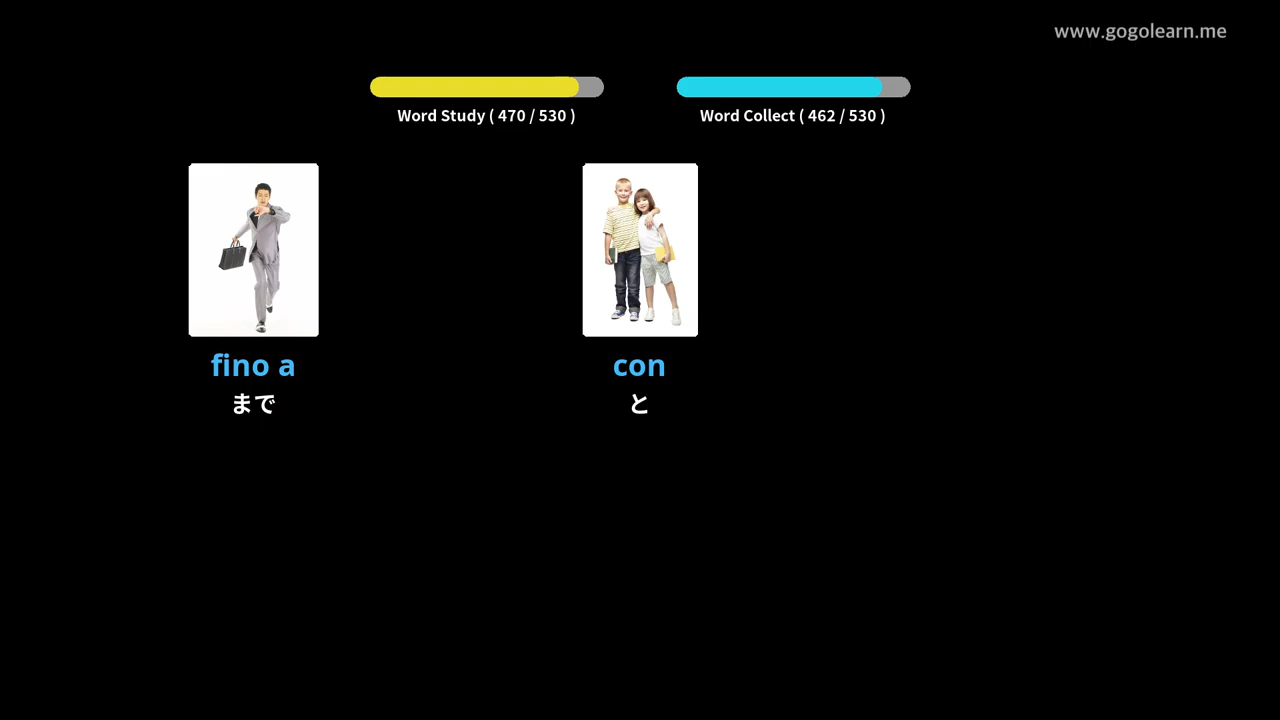 www.gogolearn.me
Word Study ( 470 / 530 )
Word Collect ( 462 / 530 )
fino a
まで
con
と